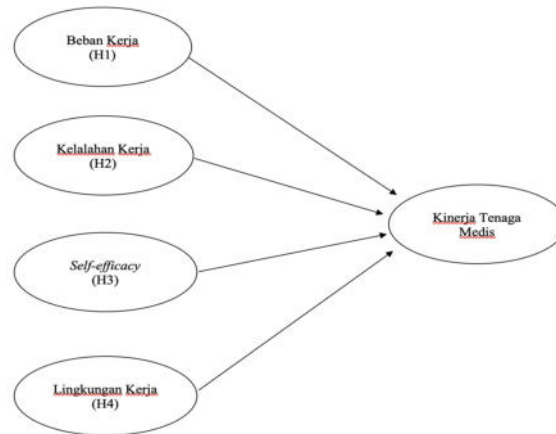 Beban Kerja
(H1)
Kelalahan Kerja
(H2)
Self-efficacy
(H3)
Lingkungan Kerja
(H4)
Kinerja Tenaga
Medis